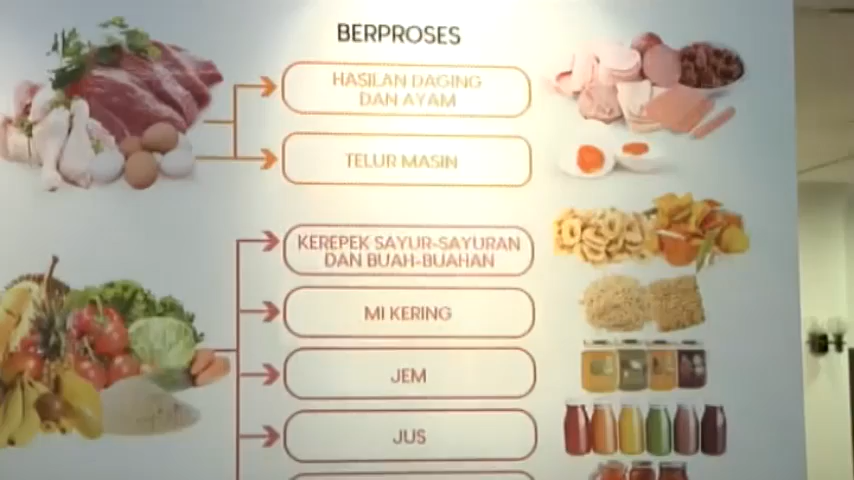 BERPROSES
HASILAN DAGING
DAN AYAM
TELUR MASIN
KEREPEK SAYUR-SAYURAN
DAN BUAH-BUAHAN
MI KERING
JEM
JUS